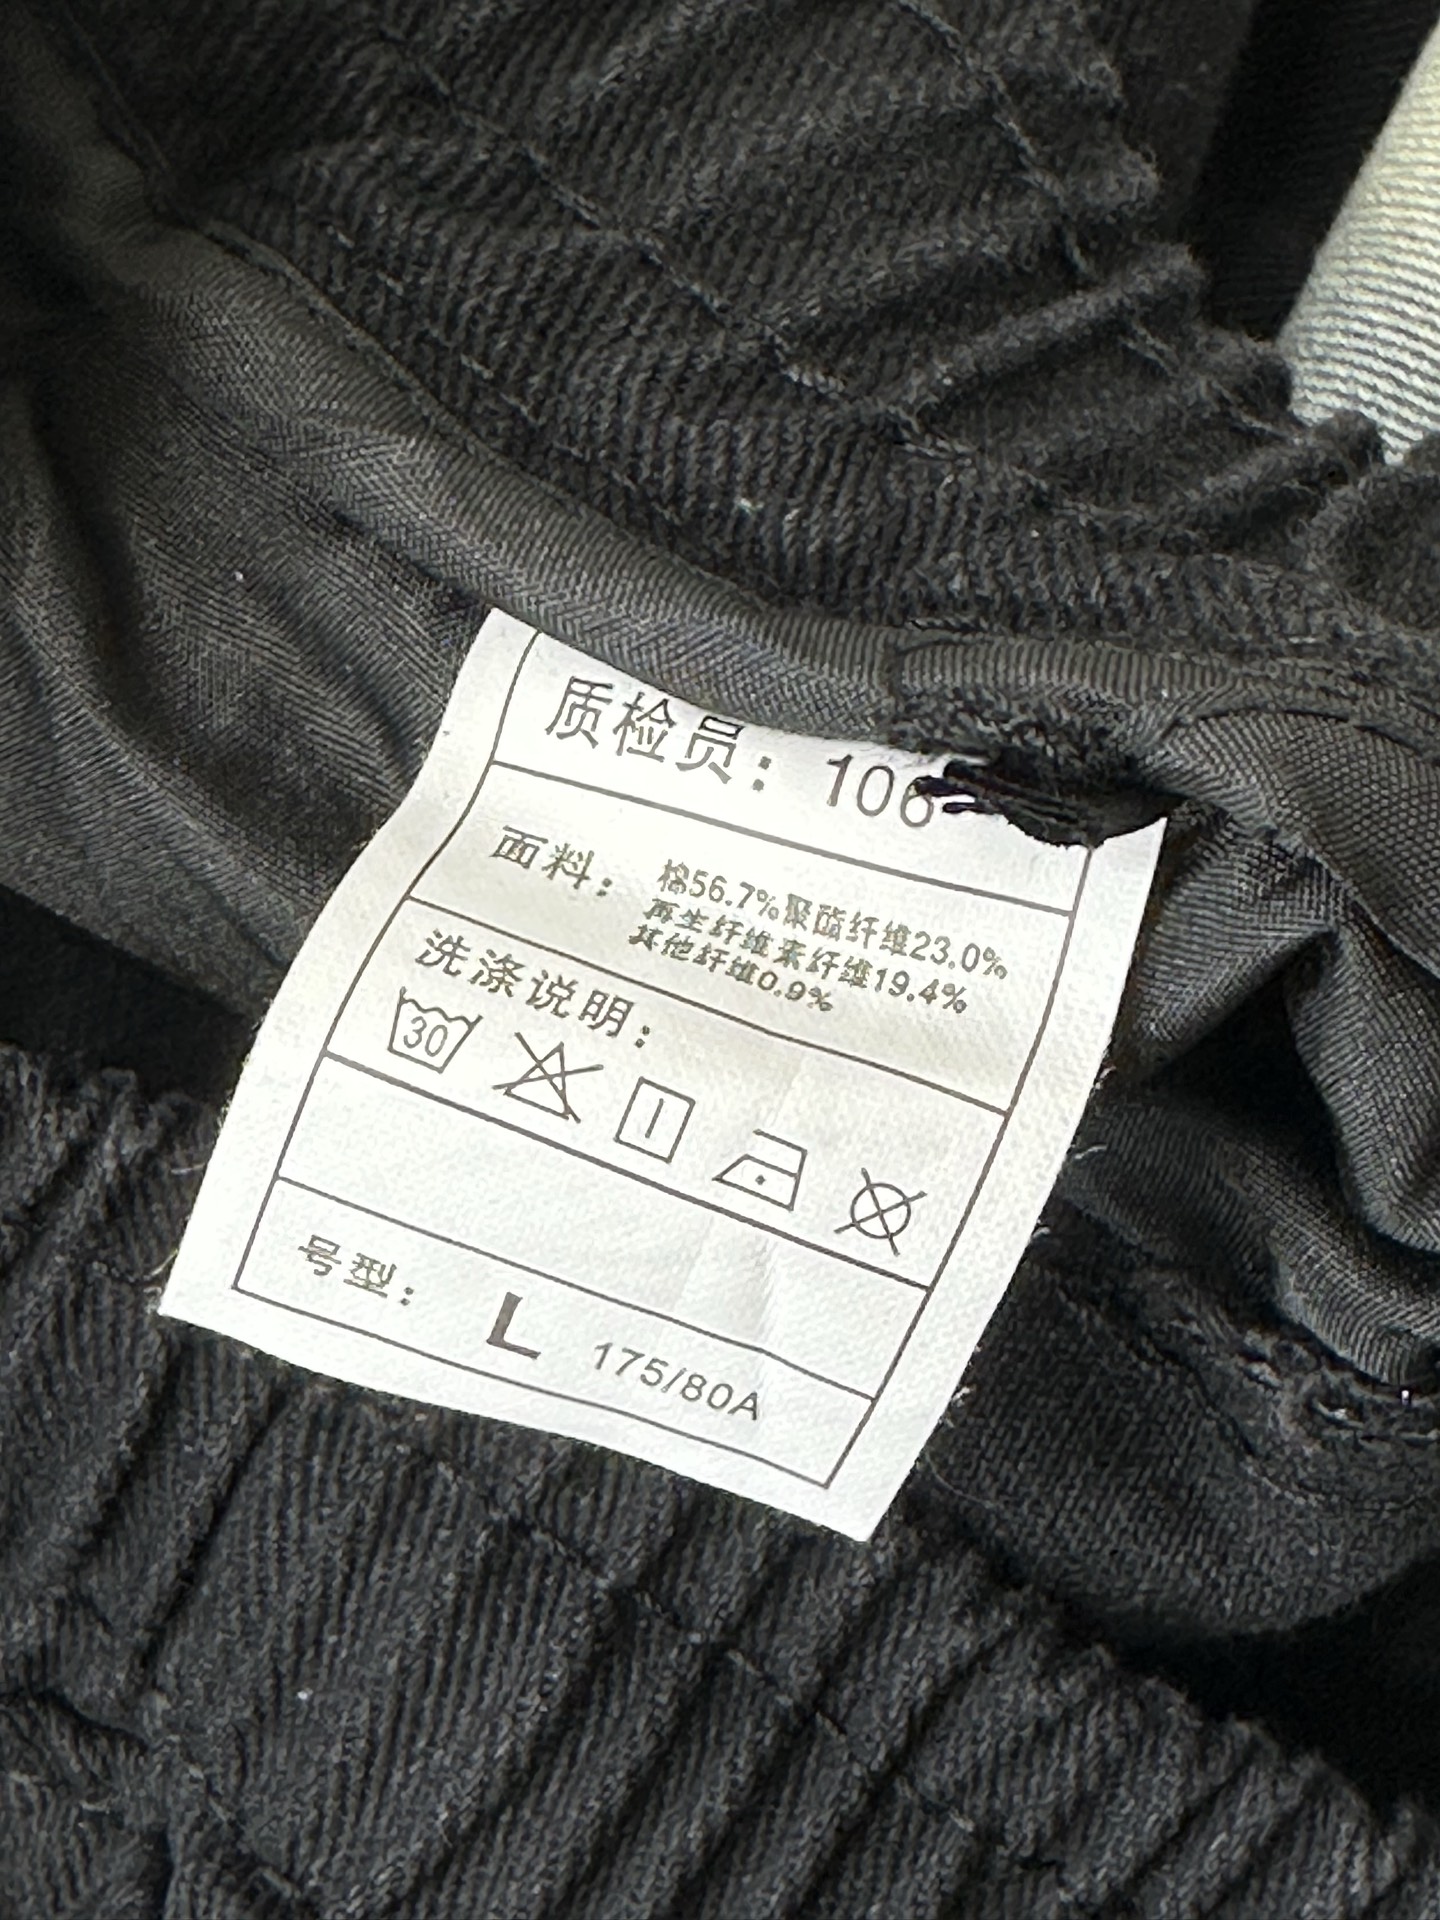 质检员：106
面料：棉56.7%聚酯纤维23.0%
再生纤维素纤维19.4%
其他纤维0.9%
洗涤说明：
30
号型：L 175/80A